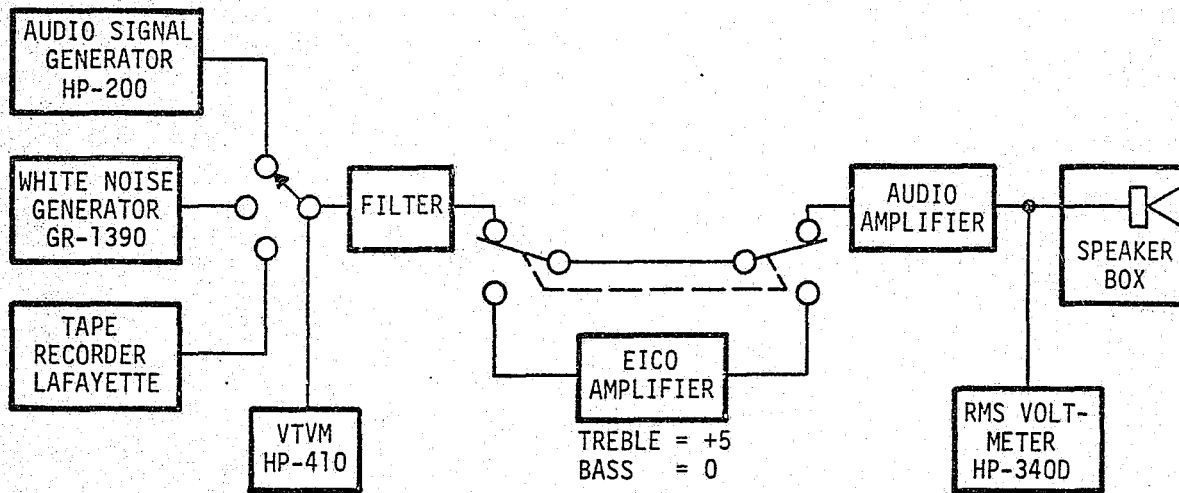 AUDIO SIGNAL
GENERATOR
HP-200
WHITE NOISE
GENERATOR
GR-1390
TAPE
RECORDER
LAFAYETTE
VTVM
HP-410
FILTER
EICO
AMPLIFIER
TREBLE = +5
BASS = 0
AUDIO
AMPLIFIER
SPEAKER
BOX
RMS VOLT-
METER
HP-340D